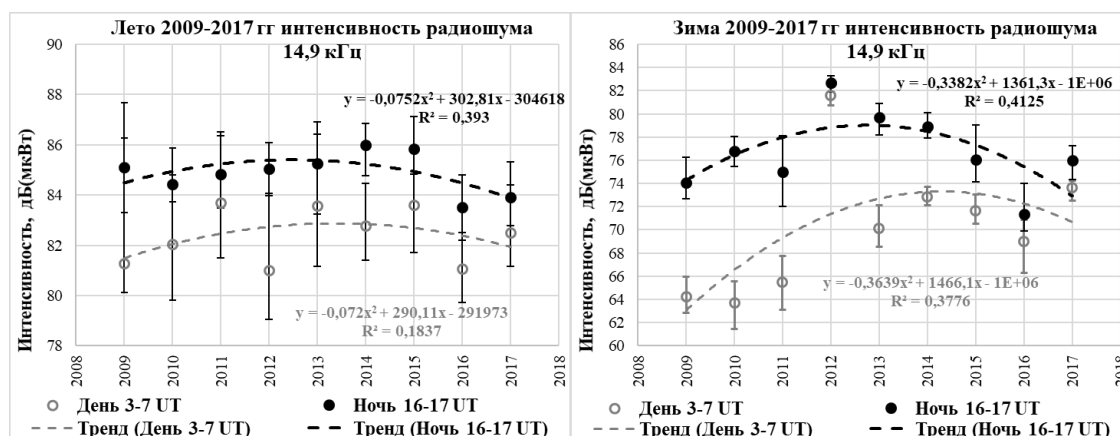 Лето 2009-2017 гг интенсивность радиошума
14,9 кГц
Интенсивность, дБ(мкВт)
90
88
86
84
82
80
78
y = -0,0752x² + 302,81x - 304618
R² = 0,393
y = -0,072x² + 290,11x - 291973
R² = 0,1837
2008
2009
2010
2011
2012
2013
2014
2015
2016
2017
2018
День 3-7 UT
Ночь 16-17 UT
Тренд (День 3-7 UT)
Тренд (Ночь 16-17 UT)
Зима 2009-2017 гг интенсивность радиошума
14,9 кГц
Интенсивность, дБ(мкВт)
86
84
82
80
78
76
74
72
70
68
66
64
62
60
y = -0,3382x² + 1361,3x - 1E+06
R² = 0,4125
y = -0,3639x² + 1466,1x - 1E+06
R² = 0,3776
2008
2009
2010
2011
2012
2013
2014
2015
2016
2017
2018
День 3-7 UT
Ночь 16-17 UT
Тренд (День 3-7 UT)
Тренд (Ночь 16-17 UT)